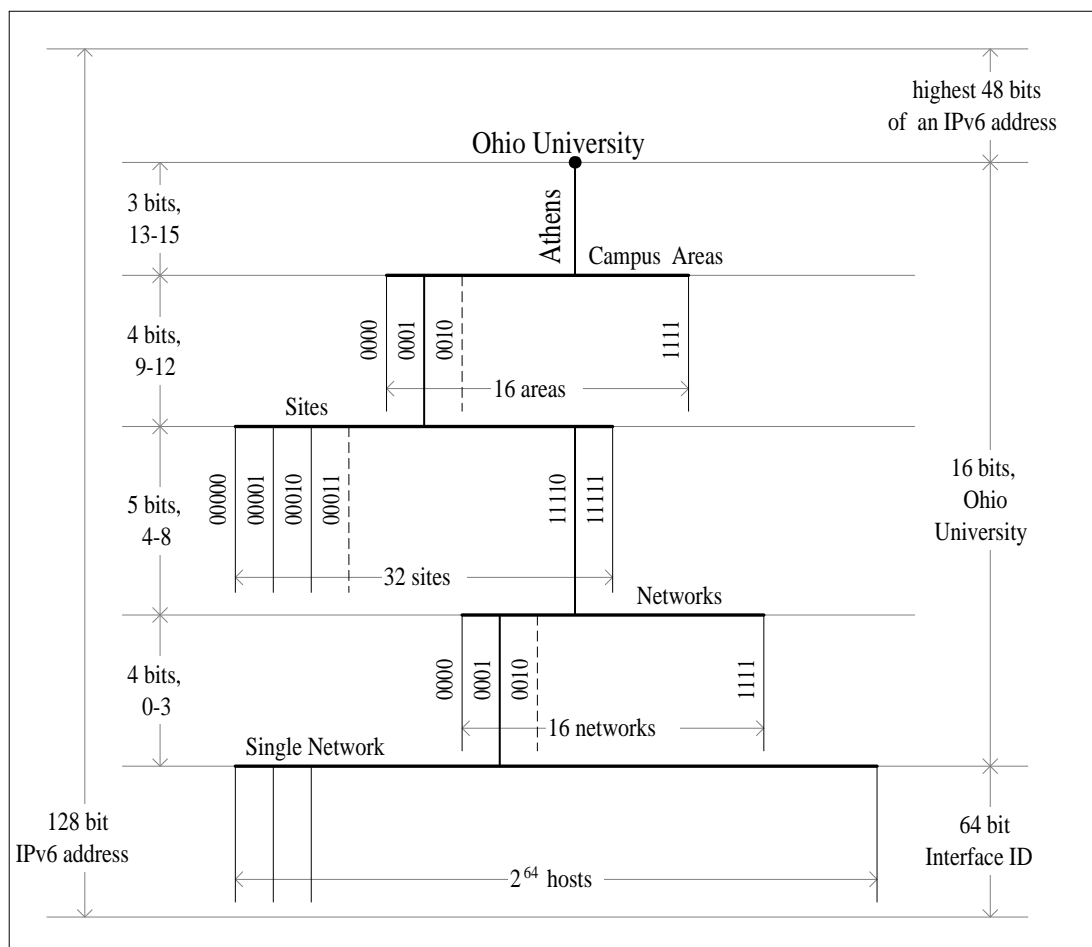 highest 48 bits
of an IPv6 address
Ohio University
3 bits,
13-15
Athens
Campus Areas
4 bits,
9-12
0000
0001
0010
1111
16 areas
Sites
5 bits,
4-8
00000
00001
00010
00011
11110
11111
16 bits,
Ohio
University
32 sites
Networks
4 bits,
0-3
0000
0001
0010
1111
16 networks
Single Network
128 bit
IPv6 address
64 bit
Interface ID
2^64 hosts